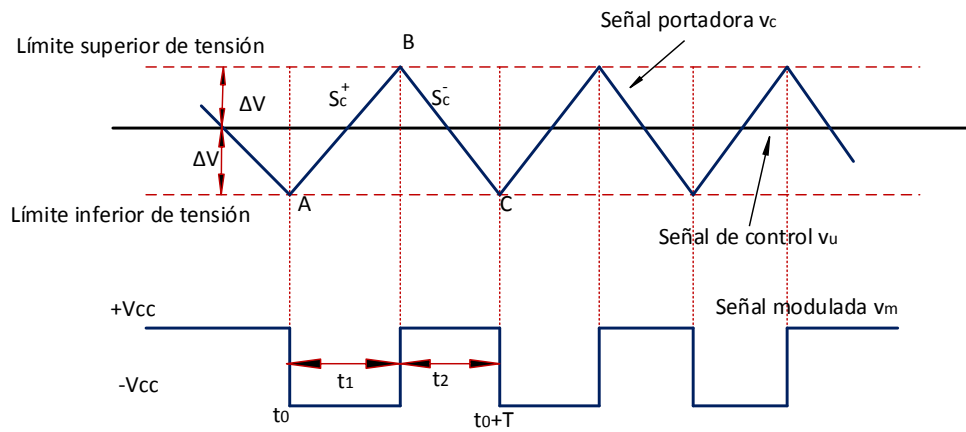 Señal portadora vc
Límite superior de tensión
B
ΔV
Sc+
Sc-
ΔV
A
C
Límite inferior de tensión
Señal de control vu
+Vcc
Señal modulada vm
t1
t2
-Vcc
t0
t0+T